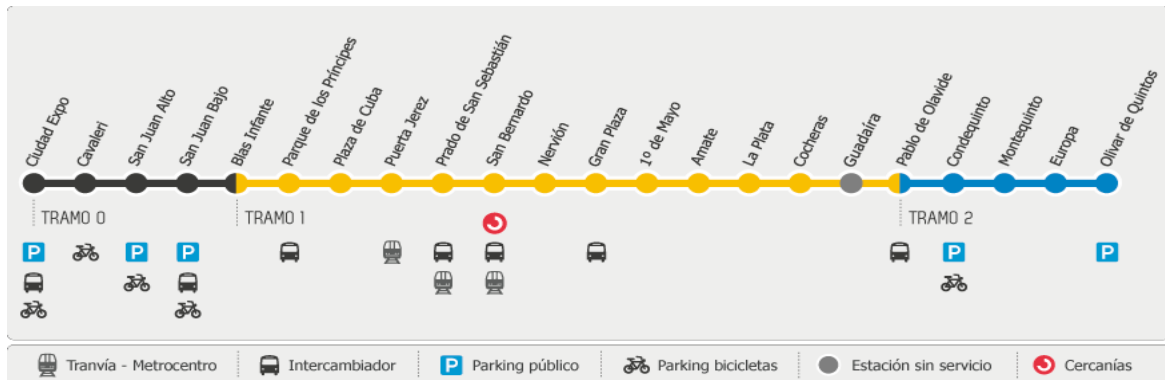 Ciudad Expo
Cavaleri
San Juan Alto
San Juan Bajo
Blas Infante
Parque de los Príncipes
Plaza de Cuba
Puerta Jerez
Prado de San Sebastián
San Bernardo
Nervión
Gran Plaza
1º de Mayo
Amate
La Plata
Cocheras
Guadaíra
Pablo de Olavide
Condequinto
Montequinto
Europa
Olivar de Quintos
TRAMO 0
TRAMO 1
TRAMO 2
P
P
P
P
P
Tranvía - Metrocentro
Intercambiador
P Parking público
Parking bicicletas
Estación sin servicio
Cercanías